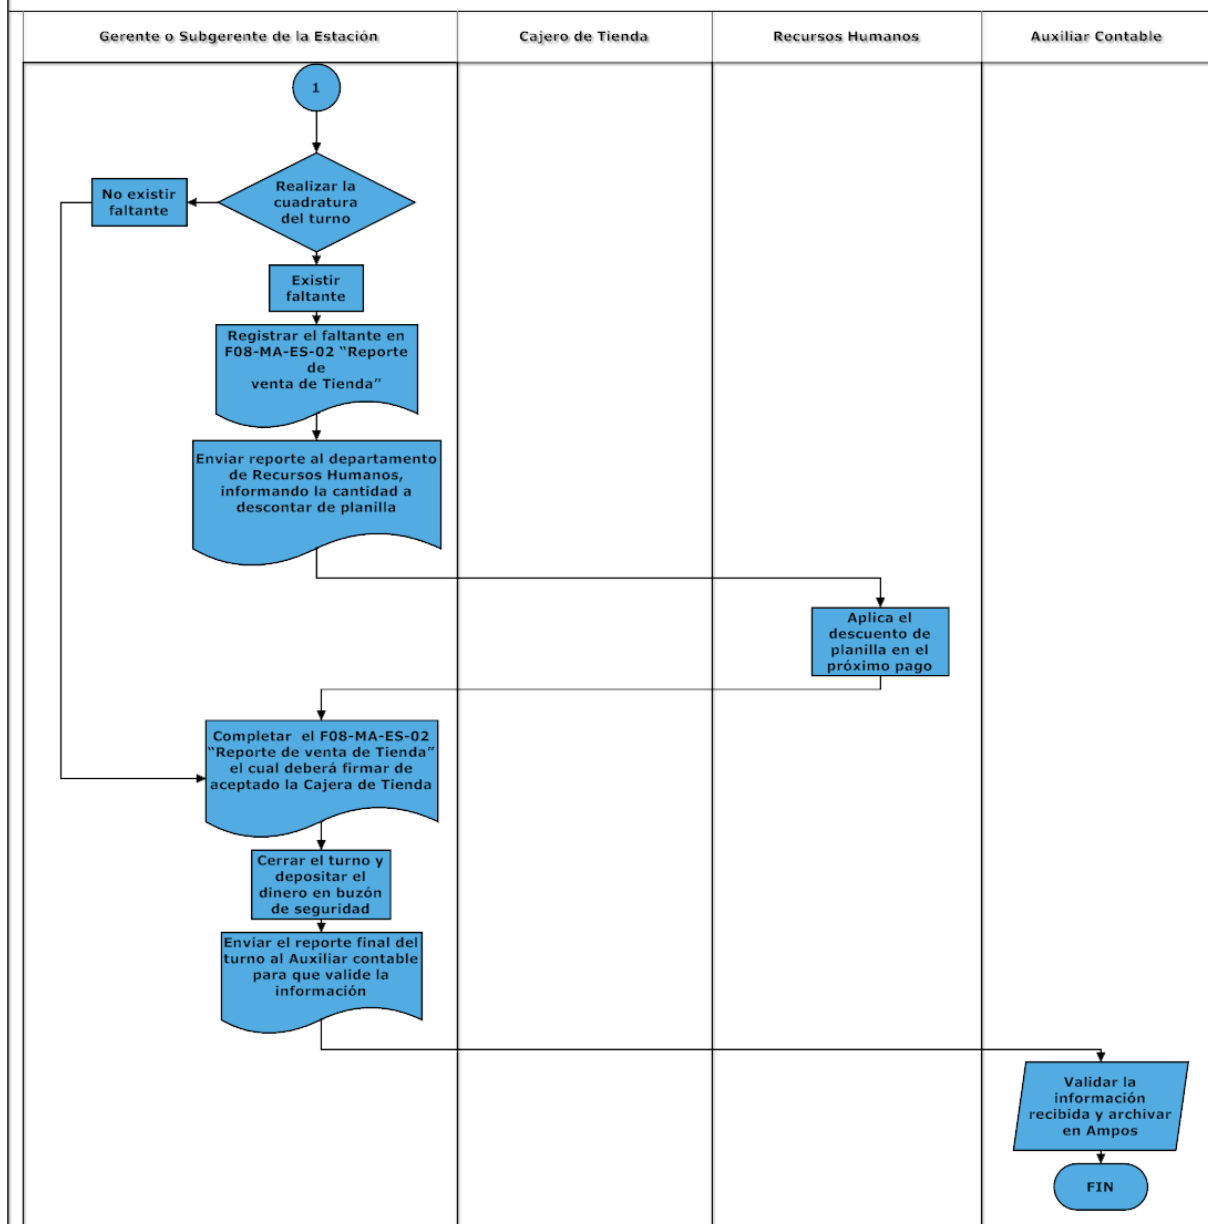 Gerente o Subgerente de la Estación
Cajero de Tienda
Recursos Humanos
Auxiliar Contable
1
Realizar la
cuadratura
del turno
No existir
faltante
Existir
faltante
Registrar el faltante en
F08-MA-ES-02 “Reporte
de
venta de Tienda”
Enviar reporte al departamento
de Recursos Humanos,
informando la cantidad a
descontar de planilla
Aplica el
descuento de
planilla en el
próximo pago
Completar el F08-MA-ES-02
“Reporte de venta de Tienda”
el cual deberá firmar de
aceptado la Cajera de Tienda
Cerrar el turno y
depositar el
dinero en buzón
de seguridad
Enviar el reporte final del
turno al Auxiliar contable
para que valide la
información
Validar la
información
recibida y archivar
en Ampos
FIN